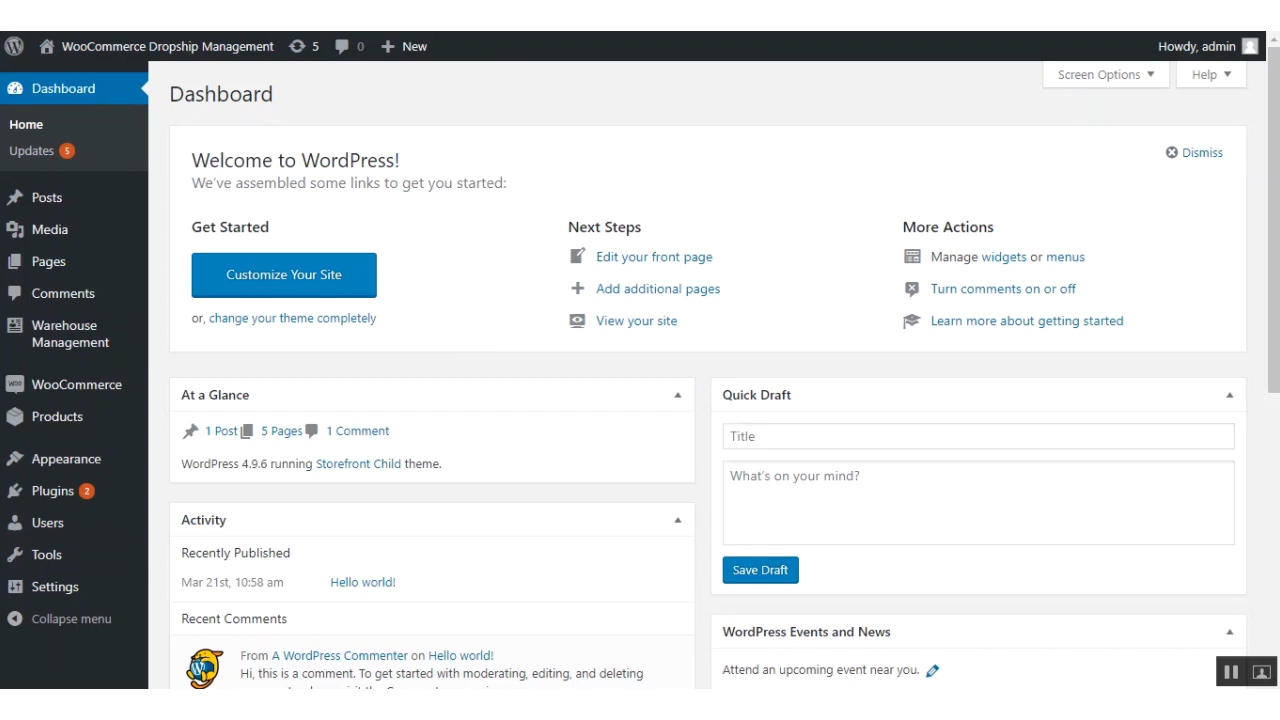 WooCommerce Dropship Management 5 0 New Howdy, admin
Dashboard
Home
Updates 5
Posts
Media
Pages
Comments
Warehouse
Management
WooCommerce
Products
Appearance
Plugins 2
Users
Tools
Settings
Collapse menu
Screen Options Help
Dashboard
Welcome to WordPress!
We've assembled some links to get you started:
Dismiss
Get Started
Customize Your Site
or, change your theme completely
Next Steps
Edit your front page
Add additional pages
View your site
More Actions
Manage widgets or menus
Turn comments on or off
Learn more about getting started
At a Glance
1 Post 5 Pages 1 Comment
WordPress 4.9.6 running Storefront Child theme.
Activity
Recently Published
Mar 21st, 10:58 am Hello world!
Recent Comments
From A WordPress Commenter on Hello world!
Hi, this is a comment. To get started with moderating, editing, and deleting
Quick Draft
Title
What's on your mind?
Save Draft
WordPress Events and News
Attend an upcoming event near you.